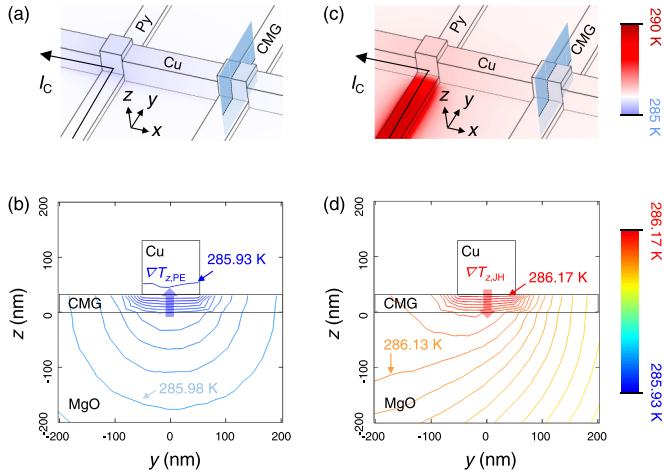 (a)
Py
CMG
Cu
I_C
z
y
x
(c)
Py
CMG
Cu
I_C
z
y
x
290 K
285 K
(b)
200
100
0
-100
-200
z (nm)
Cu
∇T_z,PE
285.93 K
CMG
285.98 K
MgO
-200 -100 0 100 200
y (nm)
(d)
200
100
0
-100
-200
z (nm)
Cu
∇T_z,JH
286.17 K
CMG
286.13 K
MgO
-200 -100 0 100 200
y (nm)
286.17 K
285.93 K